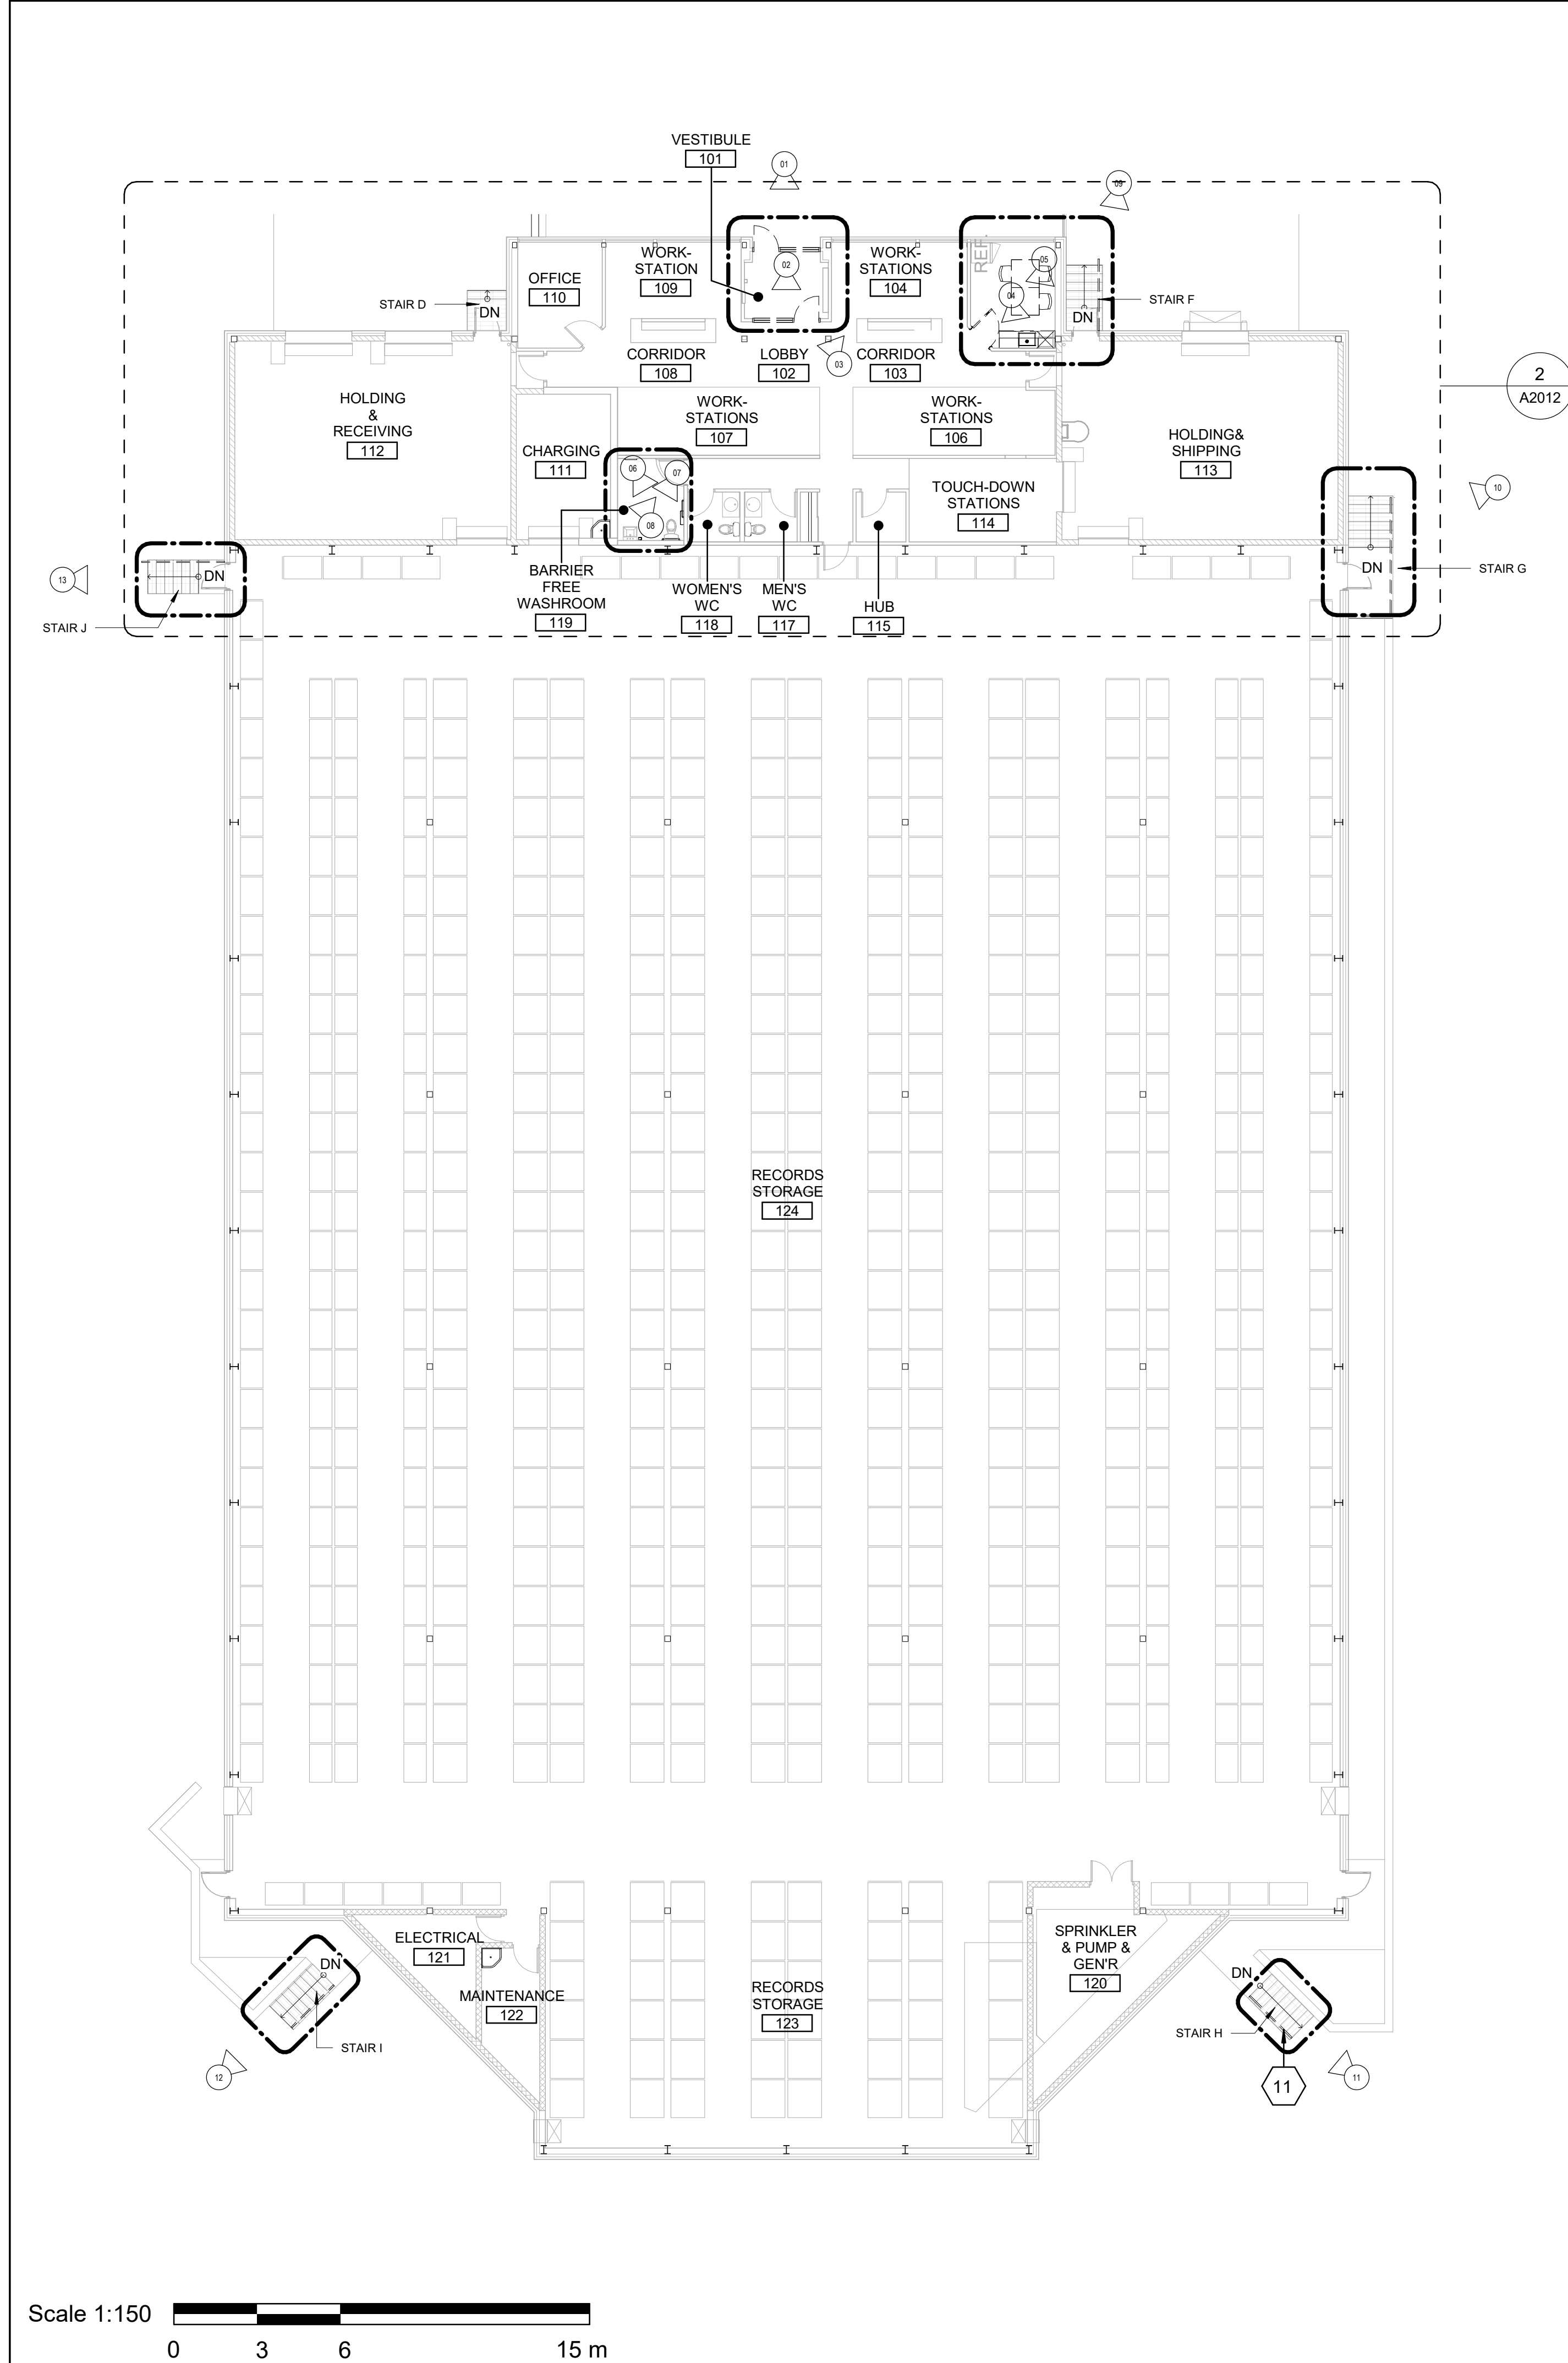 VESTIBULE
101
01
09
WORK-
STATION
109
02
WORK-
STATIONS
104
REF.
05
04
OFFICE
110
STAIR D
DN
STAIR F
DN
CORRIDOR
108
LOBBY
102
03
CORRIDOR
103
2
A2012
HOLDING
&
RECEIVING
112
WORK-
STATIONS
107
WORK-
STATIONS
106
HOLDING&
SHIPPING
113
CHARGING
111
06
07
08
TOUCH-DOWN
STATIONS
114
10
13
DN
STAIR J
BARRIER
FREE
WASHROOM
119
WOMEN'S
WC
118
MEN'S
WC
117
HUB
115
DN
STAIR G
RECORDS
STORAGE
124
ELECTRICAL
121
MAINTENANCE
122
DN
STAIR I
12
RECORDS
STORAGE
123
SPRINKLER
& PUMP &
GEN'R
120
DN
STAIR H
11
11
Scale 1:150
0 3 6 15 m